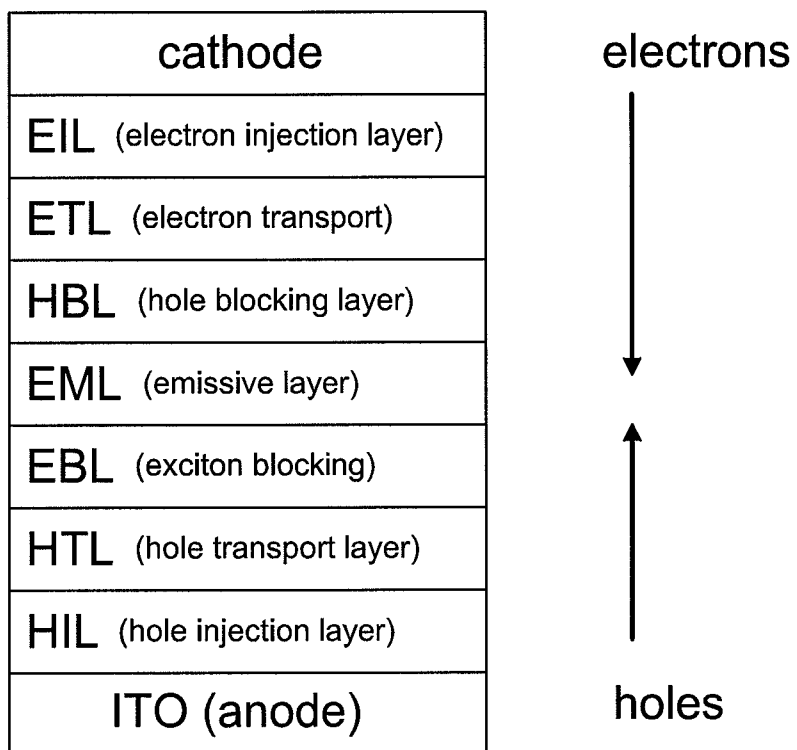 cathode
electrons
EIL (electron injection layer)
ETL (electron transport)
HBL (hole blocking layer)
EML (emissive layer)
EBL (exciton blocking)
HTL (hole transport layer)
HIL (hole injection layer)
ITO (anode)
holes